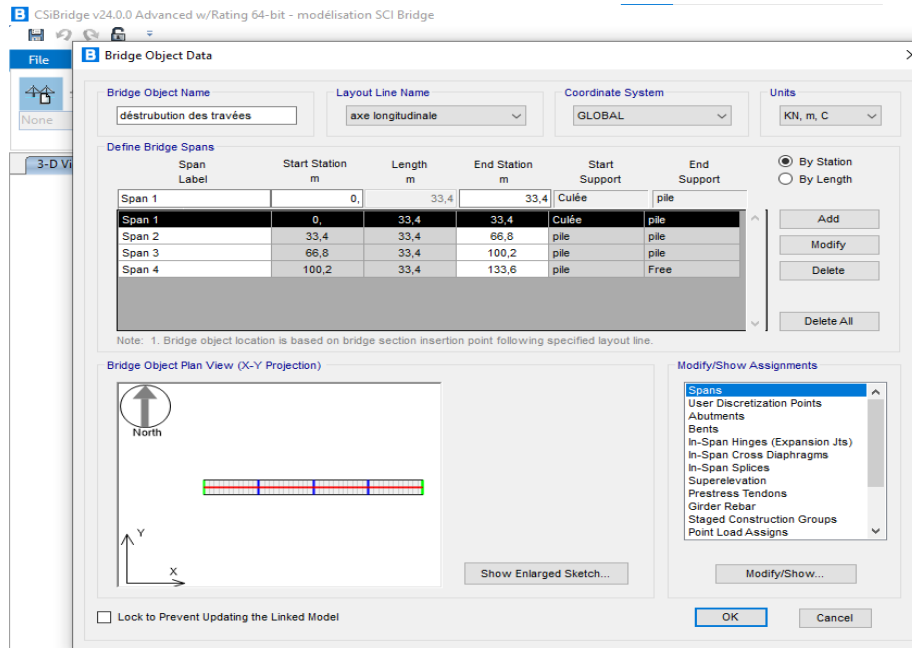 CSiBridge v24.0.0 Advanced w/Rating 64-bit - modélisation SCI Bridge
File
B Bridge Object Data
None
3-D Vi
Bridge Object Name
Layout Line Name
Coordinate System
Units
déstrubution des travées
axe longitudinale
GLOBAL
KN, m, C
Define Bridge Spans
Span Label
Start Station m
Length m
End Station m
Start Support
End Support
By Station
By Length
Span 1 0, 33,4 33,4 Culée pile
Span 1 0, 33,4 33,4 Culée pile
Span 2 33,4 33,4 66,8 pile pile
Span 3 66,8 33,4 100,2 pile pile
Span 4 100,2 33,4 133,6 pile Free
Add
Modify
Delete
Delete All
Note: 1. Bridge object location is based on bridge section insertion point following specified layout line.
Bridge Object Plan View (X-Y Projection)
North
Y
X
Show Enlarged Sketch...
Modify/Show Assignments
Spans
User Discretization Points
Abutments
Bents
In-Span Hinges (Expansion Jts)
In-Span Cross Diaphragms
In-Span Splices
Superelevation
Prestress Tendons
Girder Rebar
Staged Construction Groups
Point Load Assigns
Modify/Show...
Lock to Prevent Updating the Linked Model
OK
Cancel